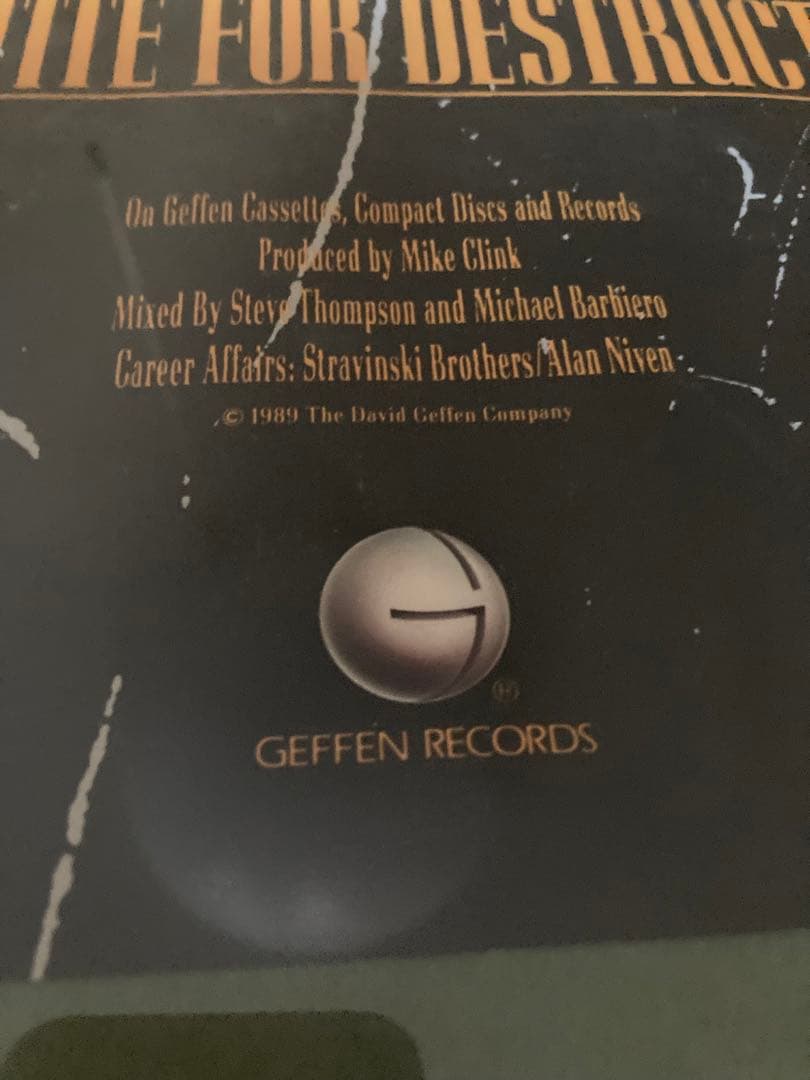 TITE FOR DESTRUCT
On Geffen Cassettes, Compact Discs and Records
Produced by Mike Clink
Mixed By Steve Thompson and Michael Barbiero
Career Affairs: Stravinski Brothers/Alan Niven
© 1989 The David Geffen Company
®
GEFFEN RECORDS